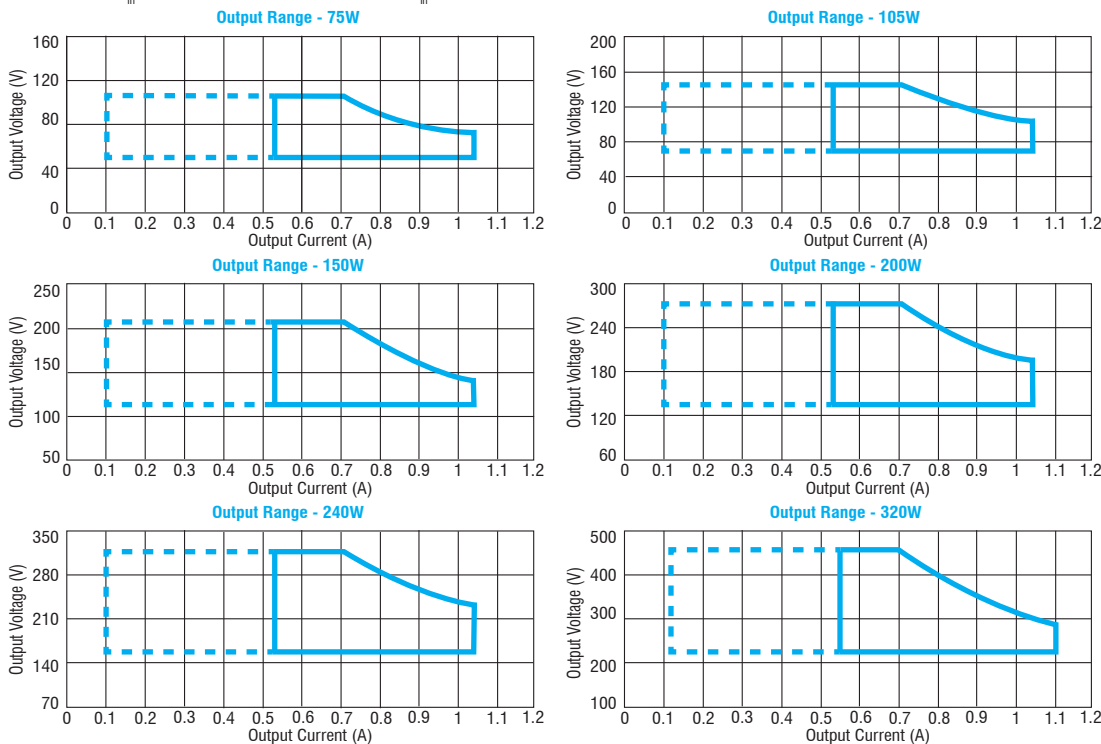 in in
Output Range - 75W
Output Voltage (V)
160
120
80
40
0
0 0.1 0.2 0.3 0.4 0.5 0.6 0.7 0.8 0.9 1 1.2
Output Current (A)
Output Range - 105W
Output Voltage (V)
200
160
120
80
40
0
0 0.1 0.2 0.3 0.4 0.5 0.6 0.7 0.8 0.9 1 1.1 1.2
Output Current (A)
Output Range - 150W
Output Voltage (V)
250
200
150
100
50
0 0.1 0.2 0.3 0.4 0.5 0.6 0.7 0.8 0.9 1 1.2
Output Current (A)
Output Range - 200W
Output Voltage (V)
300
240
180
120
60
0 0.1 0.2 0.3 0.4 0.5 0.6 0.7 0.8 0.9 1 1.1 1.2
Output Current (A)
Output Range - 240W
Output Voltage (V)
350
280
210
140
70
0 0.1 0.2 0.3 0.4 0.5 0.6 0.7 0.8 0.9 1 1.2
Output Current (A)
Output Range - 320W
Output Voltage (V)
500
400
300
200
100
0 0.1 0.2 0.3 0.4 0.5 0.6 0.7 0.8 0.9 1 1.1 1.2
Output Current (A)